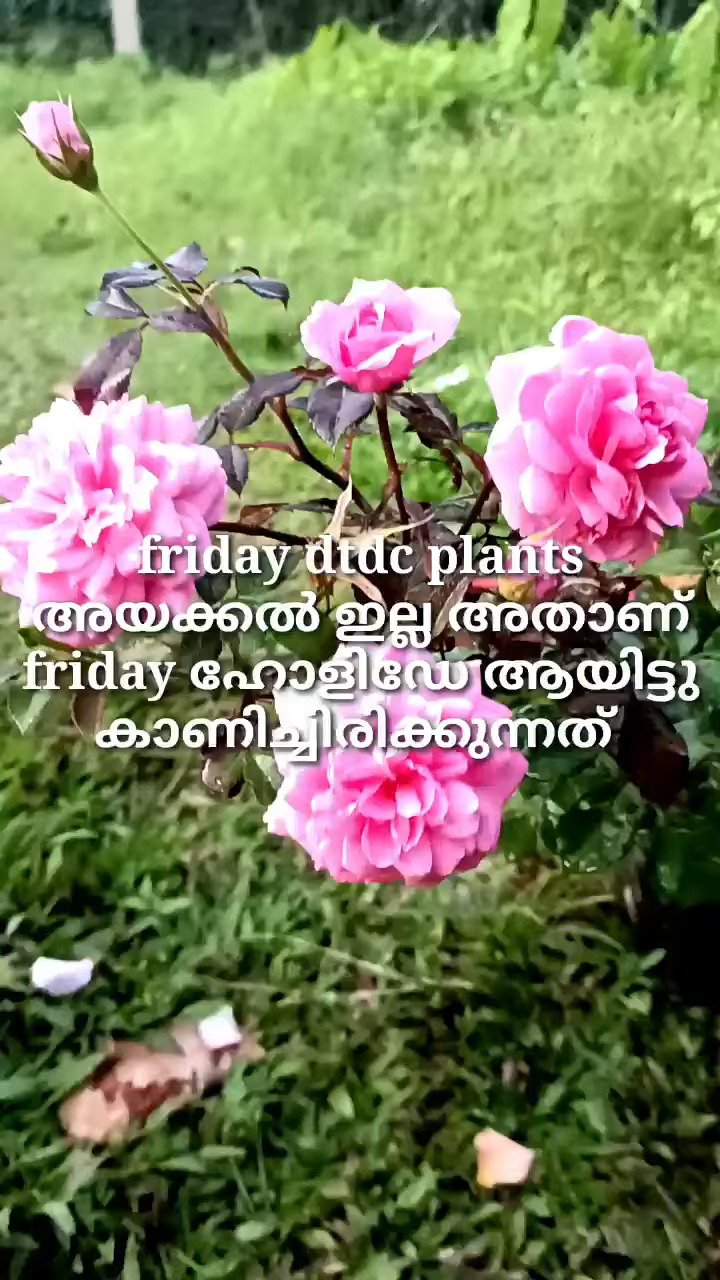 friday dtdc plants
അയക്കൽ ഇല്ല അതാണ്
friday ഹോളിഡേ ആയിട്ടു
കാണിച്ചിരിക്കുന്നത്